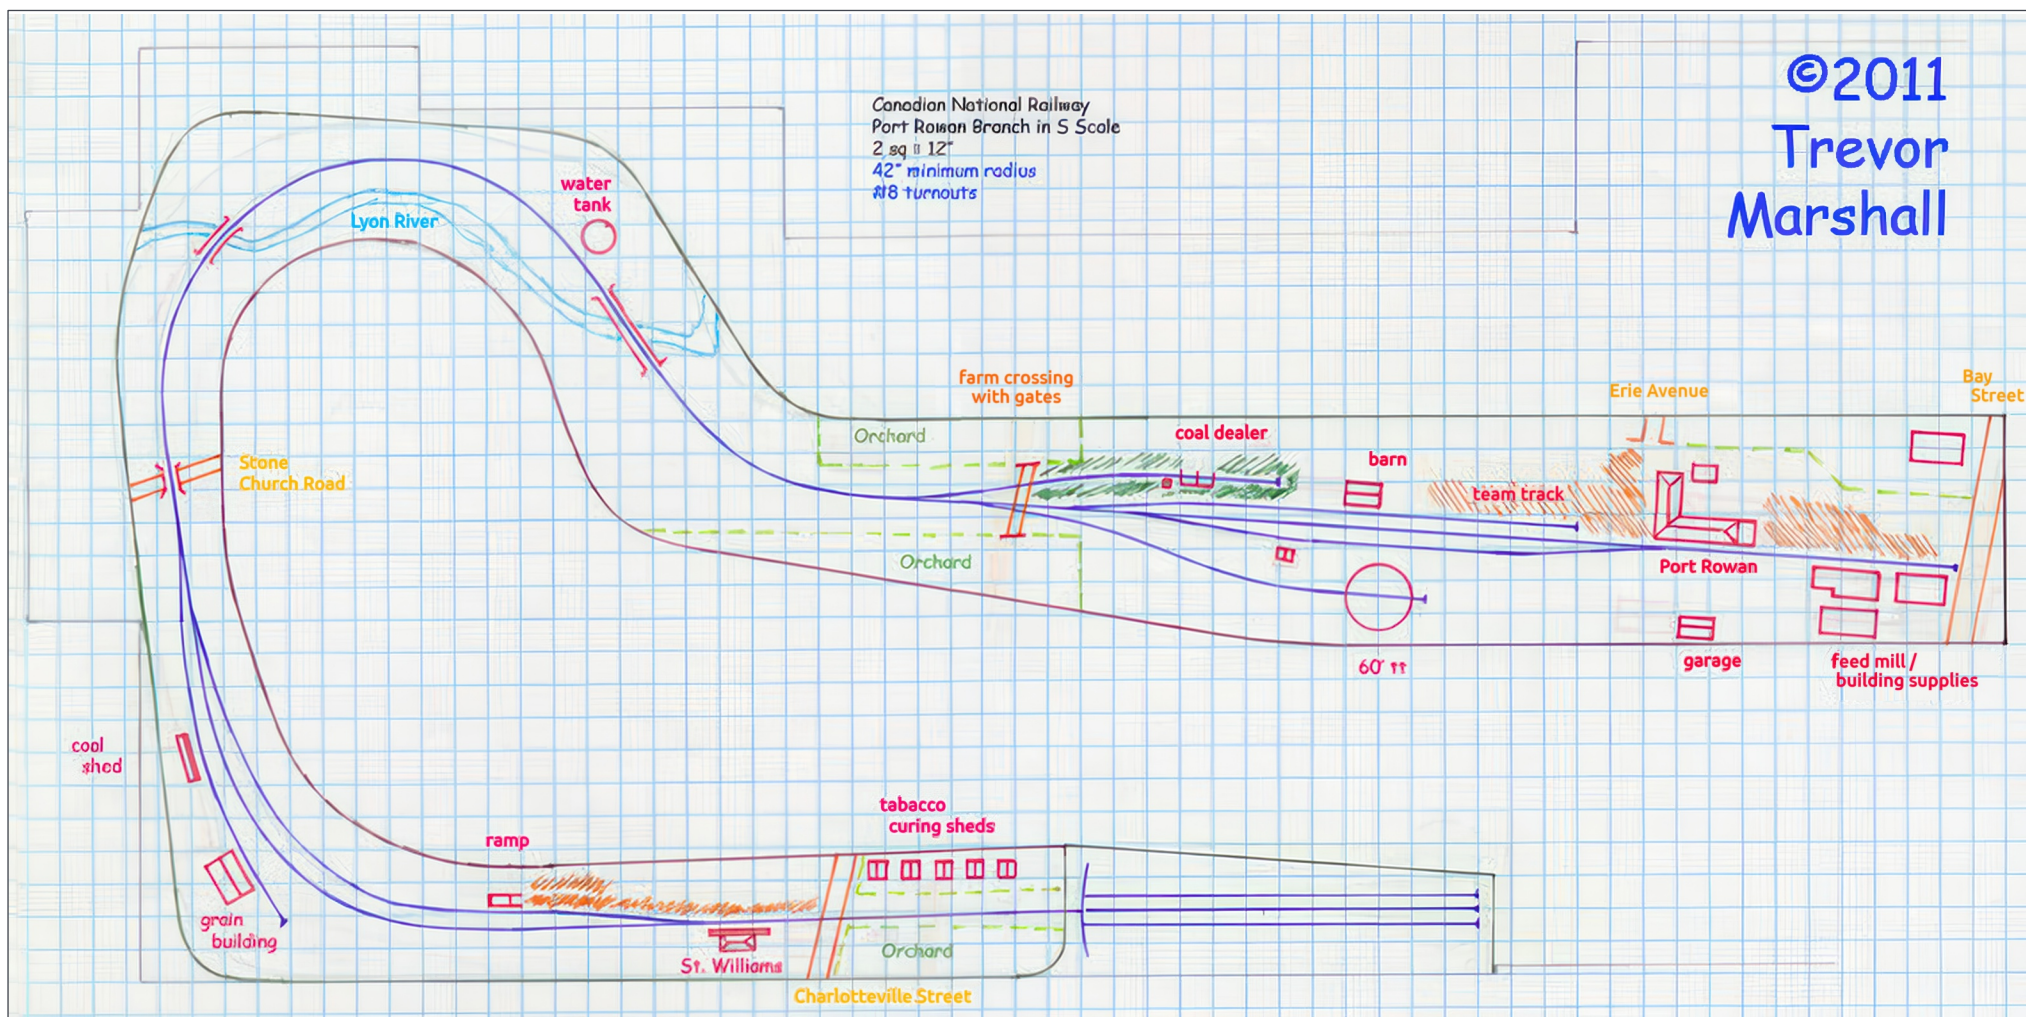 ©2011
Trevor
Marshall
Canadian National Railway
Port Rowan Branch in S Scale
2 sq = 12"
42" minimum radius
#8 turnouts
water
tank
Lyon River
farm crossing
with gates
Erie Avenue
Bay
Street
Orchard
coal dealer
barn
Stone
Church Road
team track
Orchard
Port Rowan
60' tt
garage
feed mill /
building supplies
coal
shed
tabacco
curing sheds
ramp
grain
building
St. Williams
Orchard
Charlotteville Street